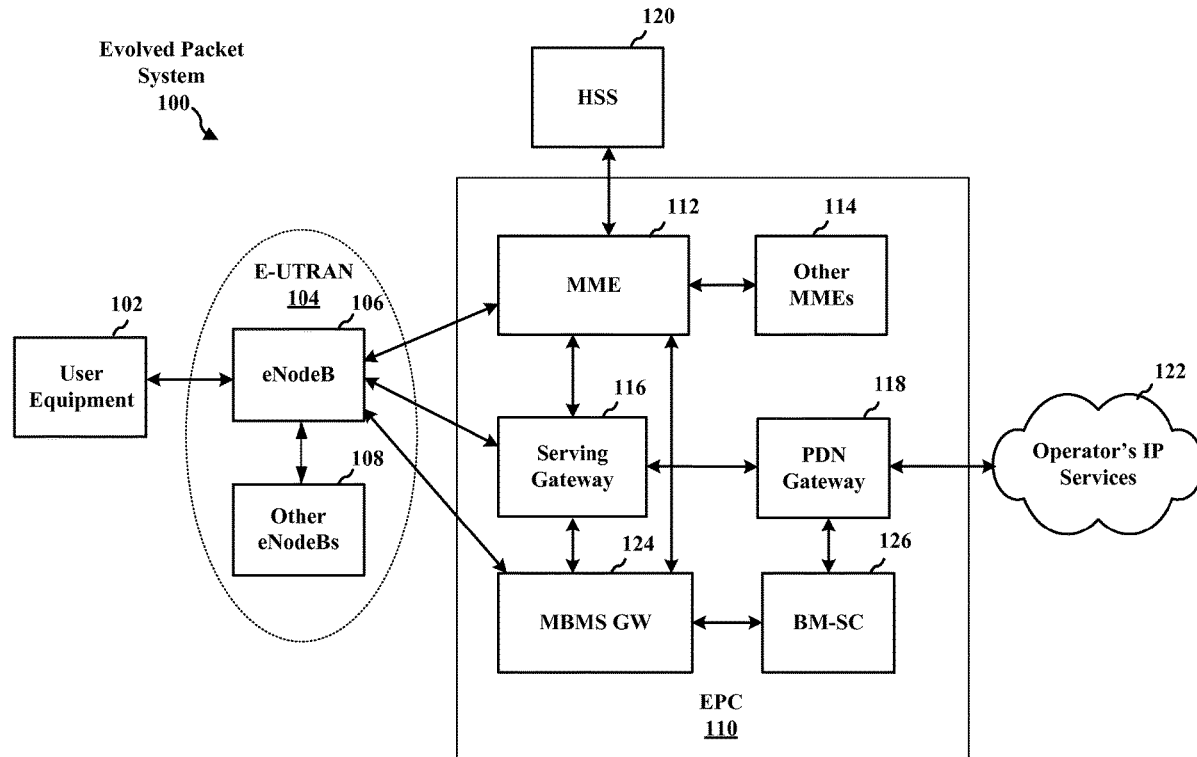 Evolved Packet
System
100
120
HSS
112
MME
114
Other
MMEs
E-UTRAN
104
102
User
Equipment
106
eNodeB
108
Other
eNodeBs
116
Serving
Gateway
118
PDN
Gateway
122
Operator's IP
Services
124
MBMS GW
126
BM-SC
EPC
110